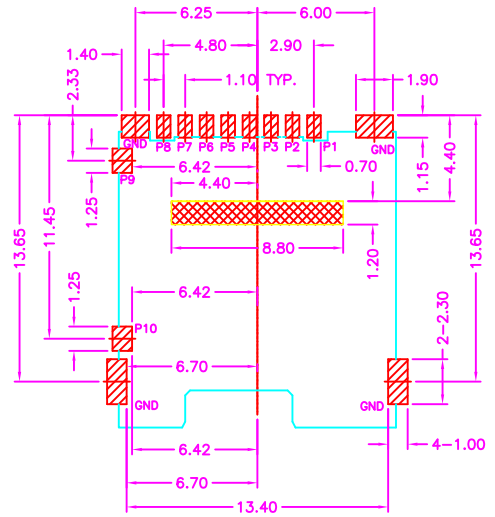 6.25
6.00
1.40
4.80
2.90
2.33
1.10 TYP.
1.90
GND
P8
P7
P6
P5
P4
P3
P2
P1
GND
P9
6.42
0.70
1.15
4.40
1.25
4.40
13.65
11.45
8.80
1.20
13.65
1.25
6.42
2-2.30
P10
6.70
GND
GND
6.42
4-1.00
6.70
13.40